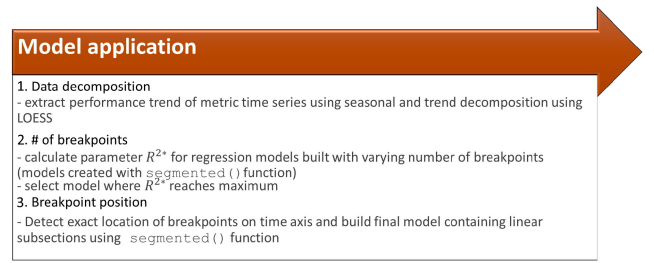 Model application
1. Data decomposition
- extract performance trend of metric time series using seasonal and trend decomposition using
LOESS
2. # of breakpoints
- calculate parameter R²* for regression models built with varying number of breakpoints
(models created with segmented() function)
- select model where R²* reaches maximum
3. Breakpoint position
- Detect exact location of breakpoints on time axis and build final model containing linear
subsections using segmented() function